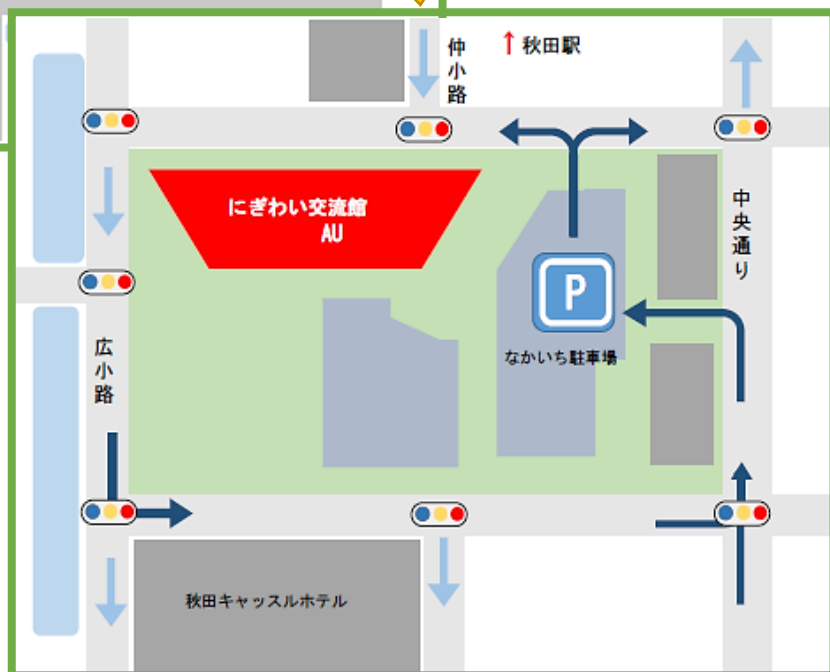 仲小路
↑秋田駅
にぎわい交流館
AU
中央通り
P
なかいち駐車場
広小路
秋田キャッスルホテル